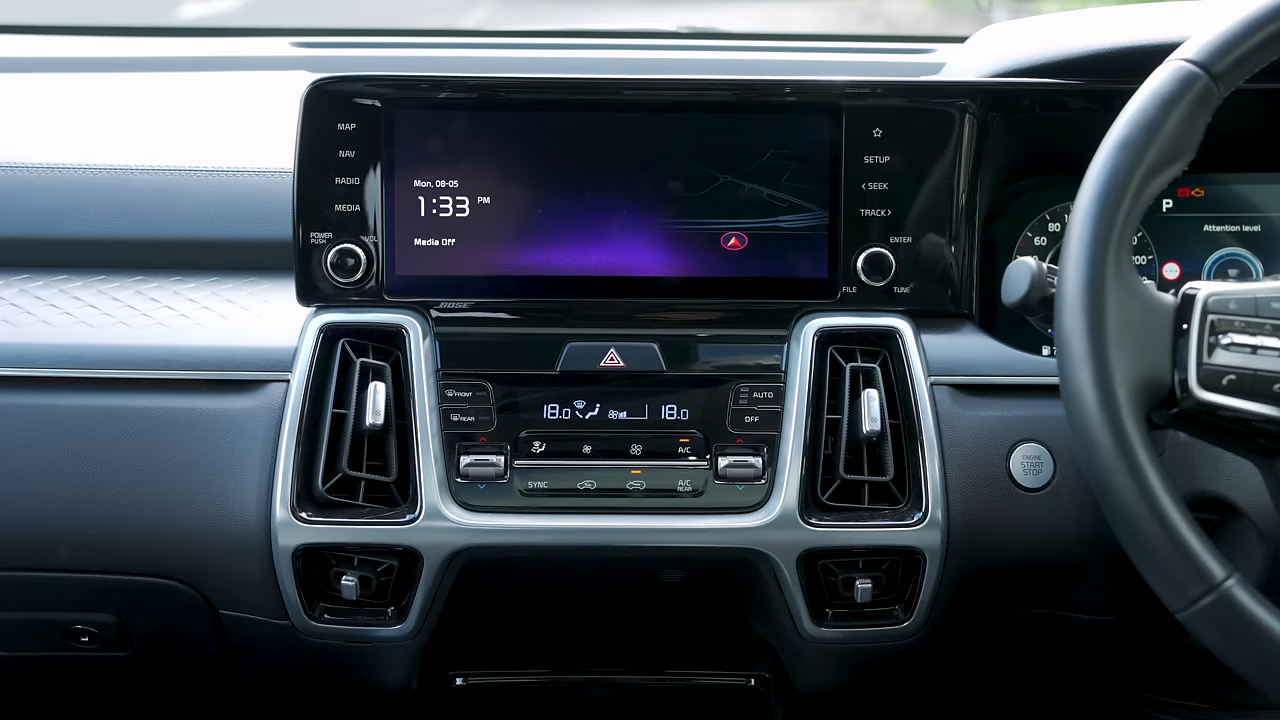 MAP
NAV
RADIO
MEDIA
POWER
PUSH
VOL
Mon, 08-05
1:33 PM
Media Off
SETUP
< SEEK
TRACK >
ENTER
FILE
TUNE
BOSE
FRONT
REAR
18.0
18.0
AUTO
OFF
A/C
SYNC
A/C
REAR
ENGINE
START
STOP
P
Attention level
80
60